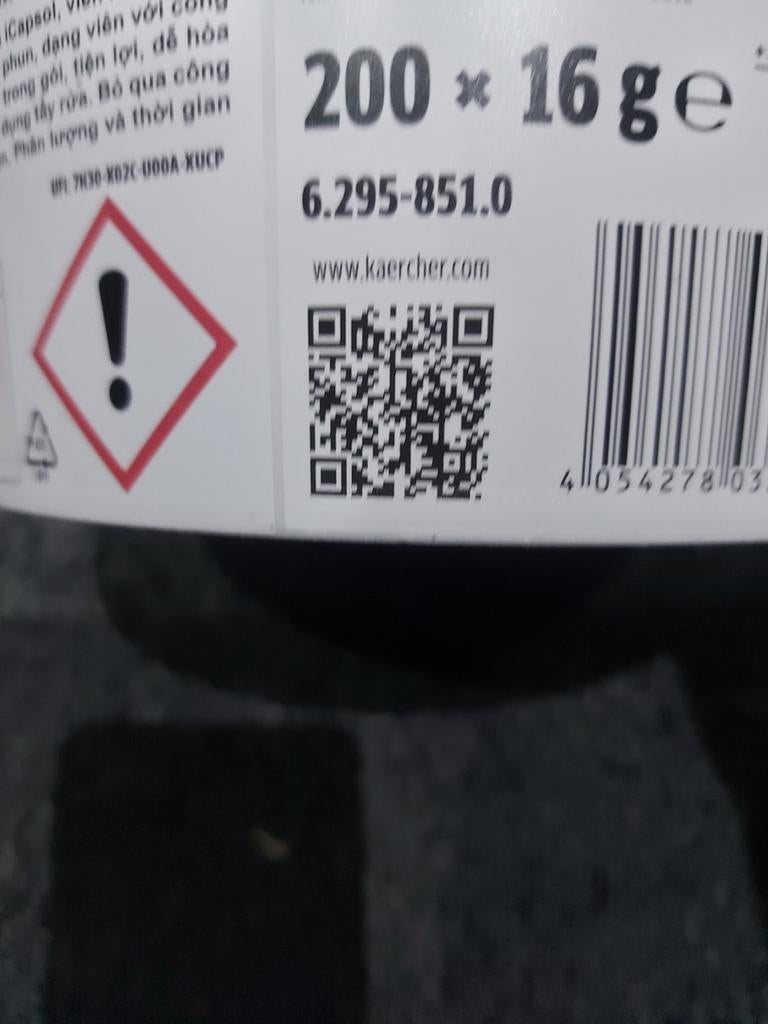 iCapsol,
phun, dạng viên với công
trong gói, tiện lợi, dễ hòa
dụng tẩy rửa. Bỏ qua công
Phân lượng và thời gian
UFI: 7H30-X02C-U00A-XUCP
200 × 16 g e
6.295-851.0
www.kaercher.com
4 054278 03